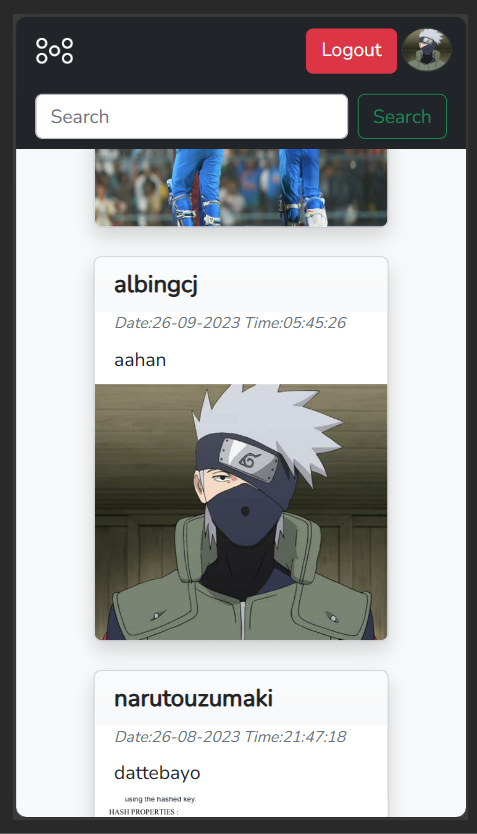 Logout
Search
Search
albingcj
Date:26-09-2023 Time:05:45:26
aahan
narutouzumaki
Date:26-08-2023 Time:21:47:18
dattebayo
using the hashed key.
HASH PROPERTIES :